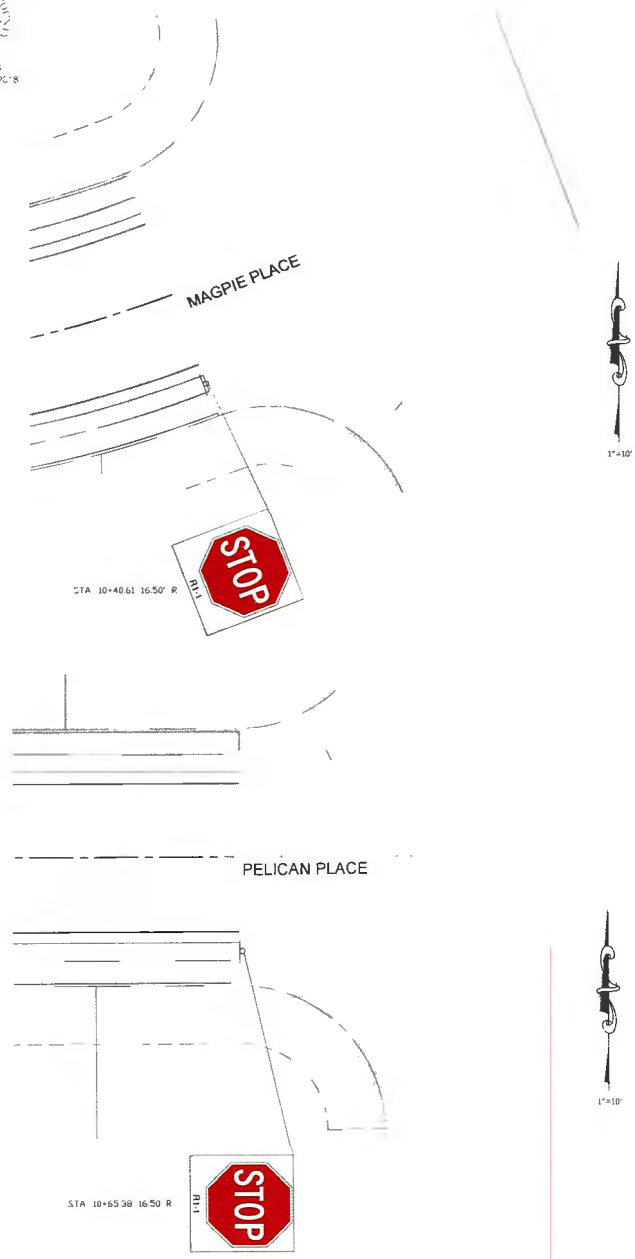 MAGPIE PLACE
1"=10'
STOP
R1-1
STA 10+40.61 16.50' R
PELICAN PLACE
1"=10'
STOP
R1-1
STA 10+65.38 16.50 R